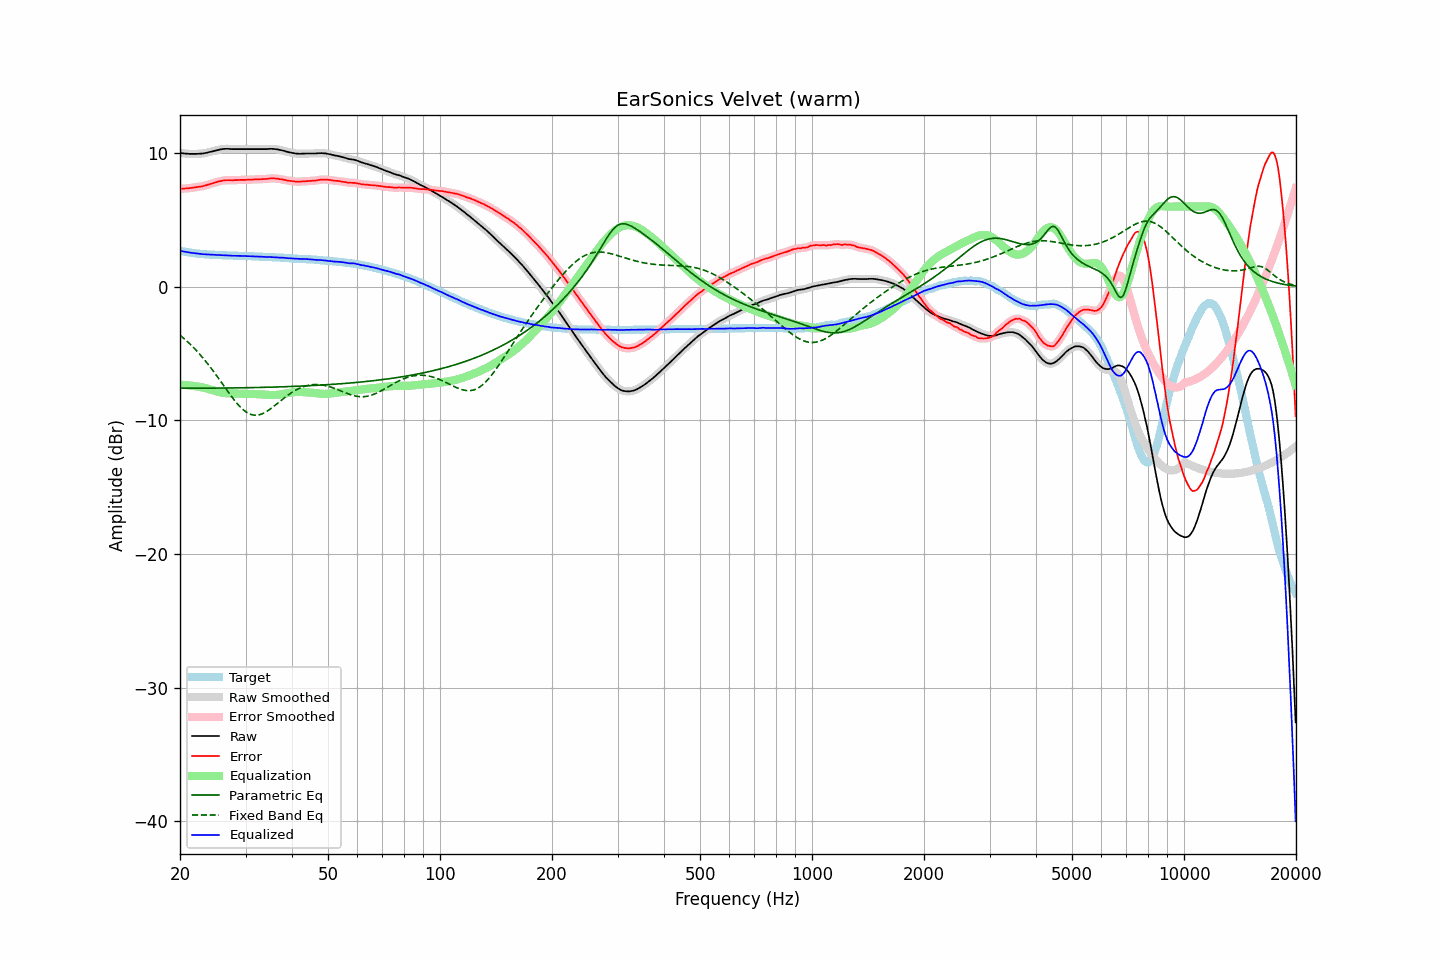 EarSonics Velvet (warm)
Amplitude (dBr)
10
0
−10
−20
−30
−40
Target
Raw Smoothed
Error Smoothed
Raw
Error
Equalization
Parametric Eq
Fixed Band Eq
Equalized
20 50 100 200 500 1000 2000 5000 10000 20000
Frequency (Hz)